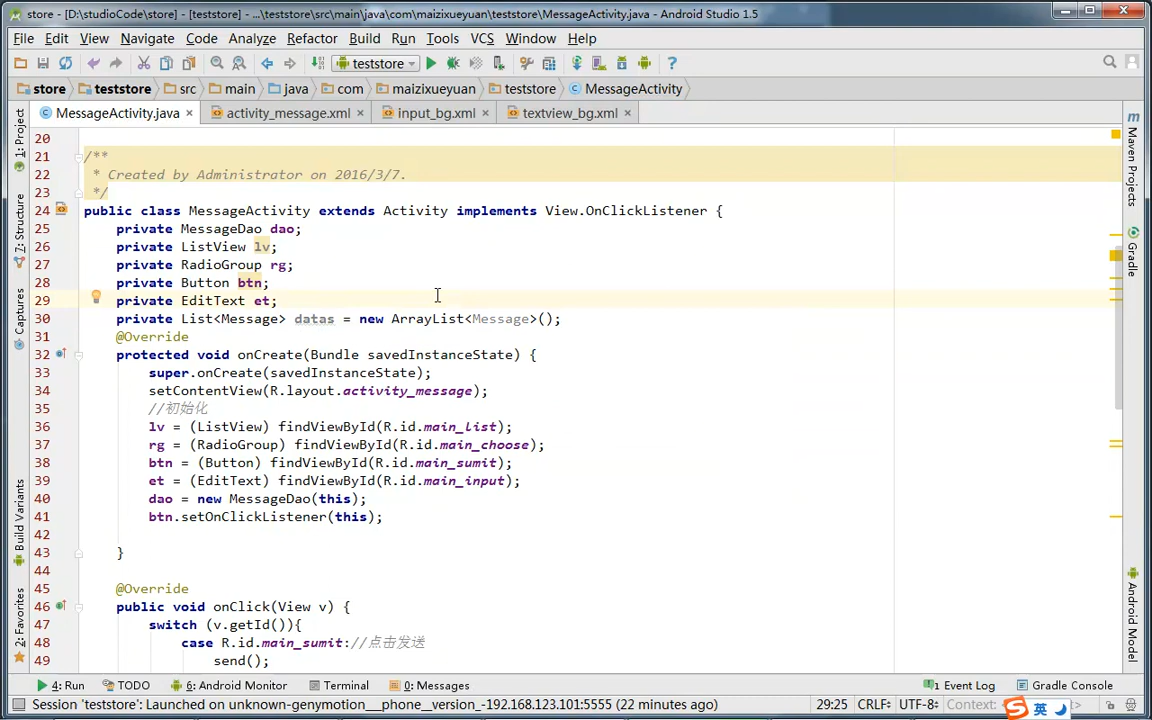 store - [D:\studioCode\store] - [teststore] - ...\teststore\src\main\java\com\maizixueyuan\teststore\MessageActivity.java - Android Studio 1.5
File Edit View Navigate Code Analyze Refactor Build Run Tools VCS Window Help
teststore
store teststore src main java com maizixueyuan teststore MessageActivity
MessageActivity.java activity_message.xml input_bg.xml textview_bg.xml
1: Project
7: Structure
Captures
Build Variants
2: Favorites
20
21 /**
22 * Created by Administrator on 2016/3/7.
23 */
24 public class MessageActivity extends Activity implements View.OnClickListener {
25 private MessageDao dao;
26 private ListView lv;
27 private RadioGroup rg;
28 private Button btn;
29 private EditText et;
30 private List<Message> datas = new ArrayList<Message>();
31 @Override
32 protected void onCreate(Bundle savedInstanceState) {
33 super.onCreate(savedInstanceState);
34 setContentView(R.layout.activity_message);
35 //初始化
36 lv = (ListView) findViewById(R.id.main_list);
37 rg = (RadioGroup) findViewById(R.id.main_choose);
38 btn = (Button) findViewById(R.id.main_sumit);
39 et = (EditText) findViewById(R.id.main_input);
40 dao = new MessageDao(this);
41 btn.setOnClickListener(this);
42
43 }
44
45 @Override
46 public void onClick(View v) {
47 switch (v.getId()){
48 case R.id.main_sumit://点击发送
49 send();
Maven Projects
Gradle
Android Model
4: Run TODO 6: Android Monitor Terminal 0: Messages 1 Event Log Gradle Console
Session 'teststore': Launched on unknown-genymotion__phone__version_-192.168.123.101:5555 (22 minutes ago) 29:25 CRLF UTF-8 Context: 英